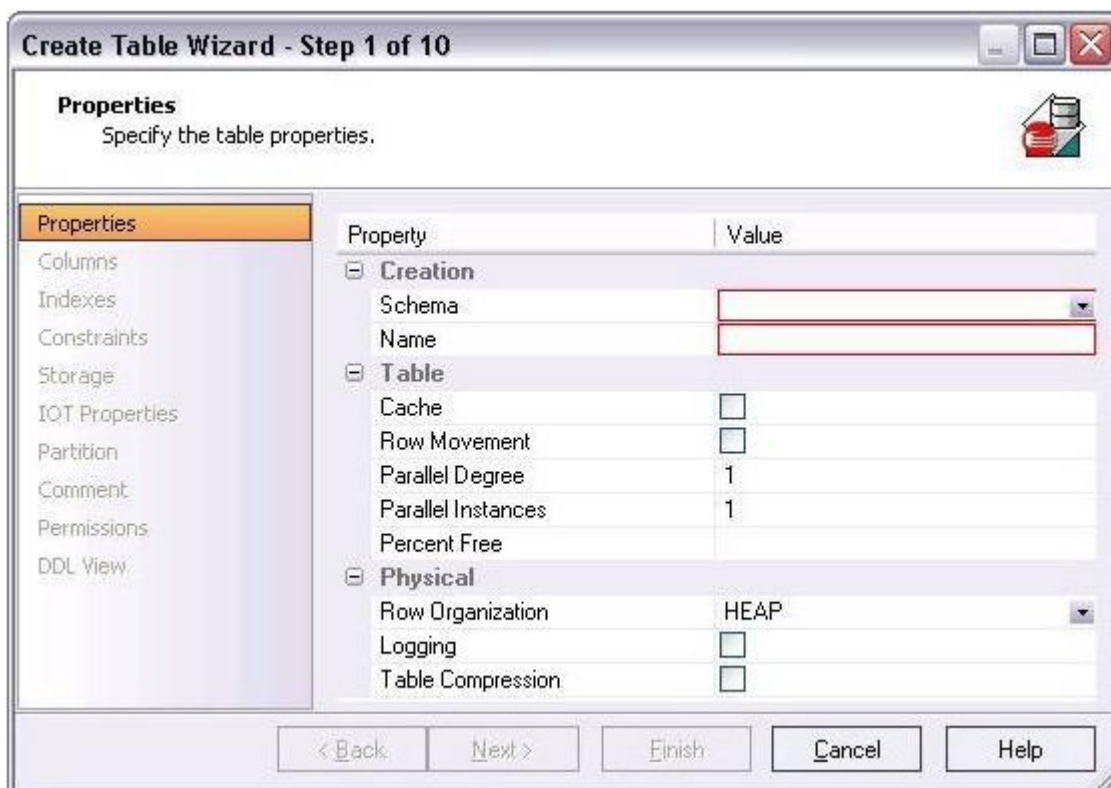 Create Table Wizard - Step 1 of 10
Properties
Specify the table properties.
Properties
Columns
Indexes
Constraints
Storage
IOT Properties
Partition
Comment
Permissions
DDL View
Property Value
Creation
Schema
Name
Table
Cache
Row Movement
Parallel Degree 1
Parallel Instances 1
Percent Free
Physical
Row Organization HEAP
Logging
Table Compression
< Back Next > Finish Cancel Help